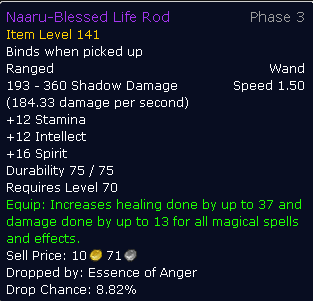 Naaru-Blessed Life Rod Phase 3
Item Level 141
Binds when picked up
Ranged Wand
193 - 360 Shadow Damage Speed 1.50
(184.33 damage per second)
+12 Stamina
+12 Intellect
+16 Spirit
Durability 75 / 75
Requires Level 70
Equip: Increases healing done by up to 37 and
damage done by up to 13 for all magical spells
and effects.
Sell Price: 10 71
Dropped by: Essence of Anger
Drop Chance: 8.82%